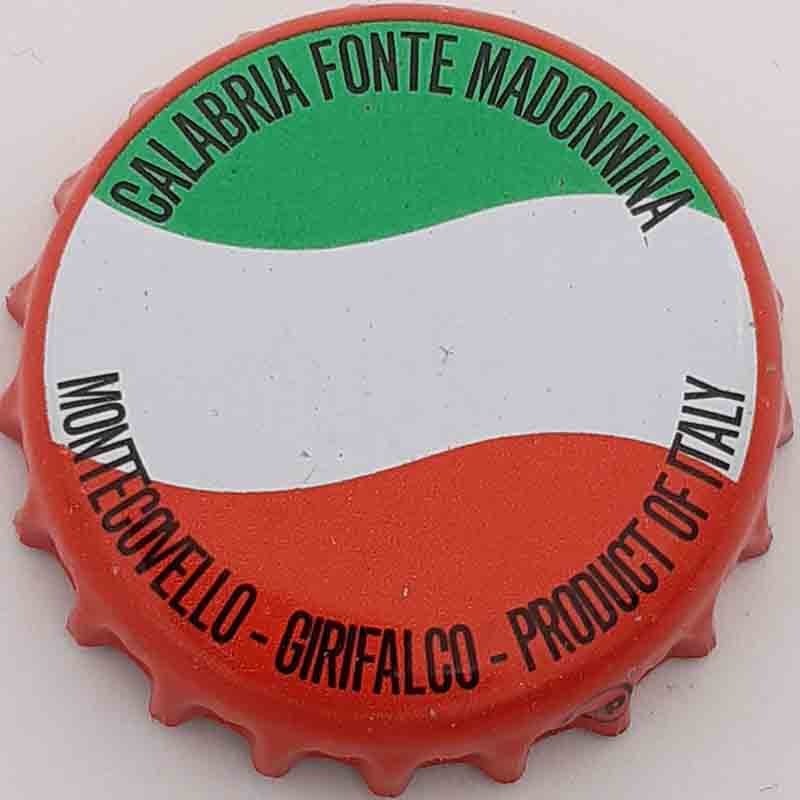 CALABRIA FONTE MADONNINA
MONTECOVELLO - GIRIFALCO - PRODUCT OF ITALY